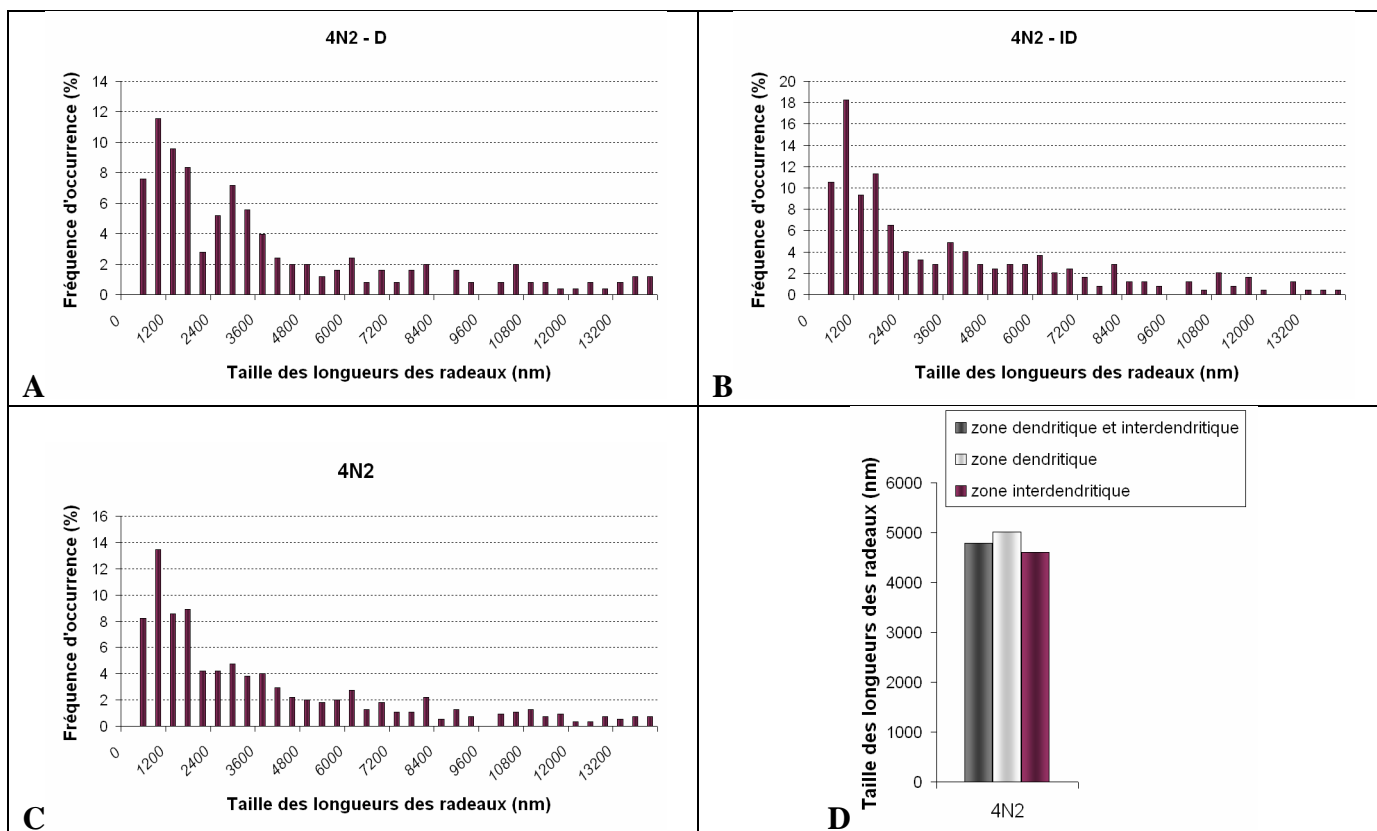 4N2 - D
Fréquence d'occurrence (%)
14
12
10
8
6
4
2
0
0 1200 2400 3600 4800 6000 7200 8400 9600 10800 12000 13200
Taille des longueurs des radeaux (nm)
A
4N2 - ID
Fréquence d'occurrence (%)
20
18
16
14
12
10
8
6
4
2
0
0 1200 2400 3600 4800 6000 7200 8400 9600 10800 12000 13200
Taille des longueurs des radeaux (nm)
B
4N2
Fréquence d'occurrence (%)
16
14
12
10
8
6
4
2
0
0 1200 2400 3600 4800 6000 7200 8400 9600 10800 12000 13200
Taille des longueurs des radeaux (nm)
C
zone dendritique et interdendritique
zone dendritique
zone interdendritique
Taille des longueurs des radeaux (nm)
6000
5000
4000
3000
2000
1000
0
4N2
D